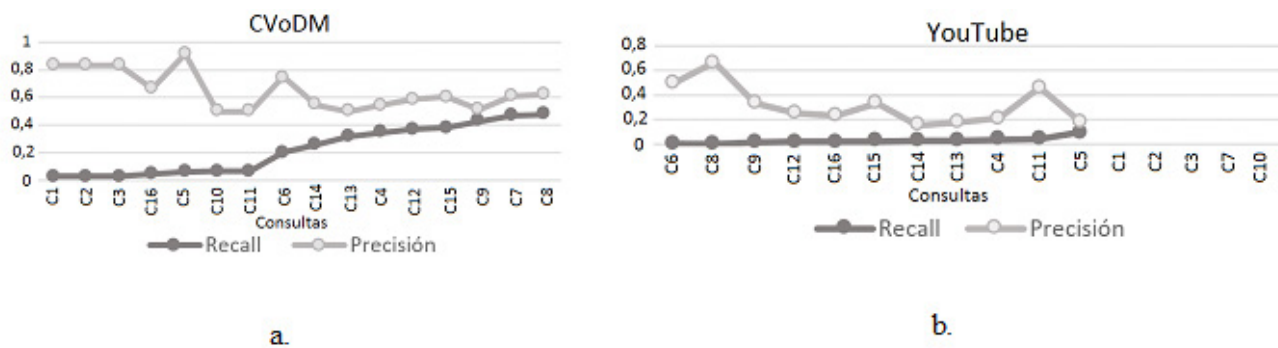 CVoDM
1
0,8
0,6
0,4
0,2
0
C1 C2 C3 C16 C5 C10 C11 C6 C14 C13 C4 C12 C15 C9 C7 C8
Consultas
Recall Precisión
a.
YouTube
0,8
0,6
0,4
0,2
0
C6 C8 C9 C12 C16 C15 C14 C13 C4 C11 C5 C1 C2 C3 C7 C10
Consultas
Recall Precisión
b.